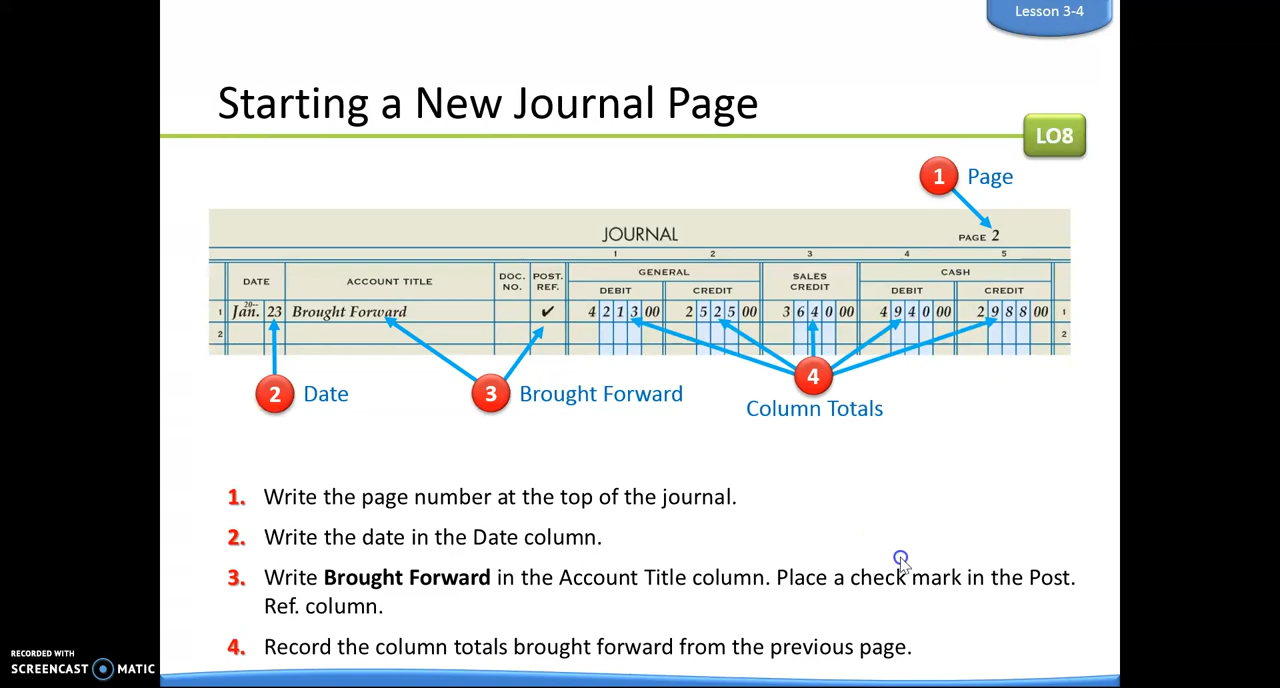 Lesson 3-4
Starting a New Journal Page
LO8
1 Page
JOURNAL
PAGE 2
1 2 3 4 5
GENERAL CASH
DATE ACCOUNT TITLE DOC. NO. POST. REF. DEBIT CREDIT SALES CREDIT DEBIT CREDIT
20--
1 Jan. 23 Brought Forward ✔ 4 2 1 3 00 2 5 2 5 00 3 6 4 0 00 4 9 4 0 00 2 9 8 8 00 1
2 2
2 Date 3 Brought Forward 4
Column Totals
1. Write the page number at the top of the journal.
2. Write the date in the Date column.
3. Write Brought Forward in the Account Title column. Place a check mark in the Post.
Ref. column.
4. Record the column totals brought forward from the previous page.
RECORDED WITH
SCREENCAST MATIC